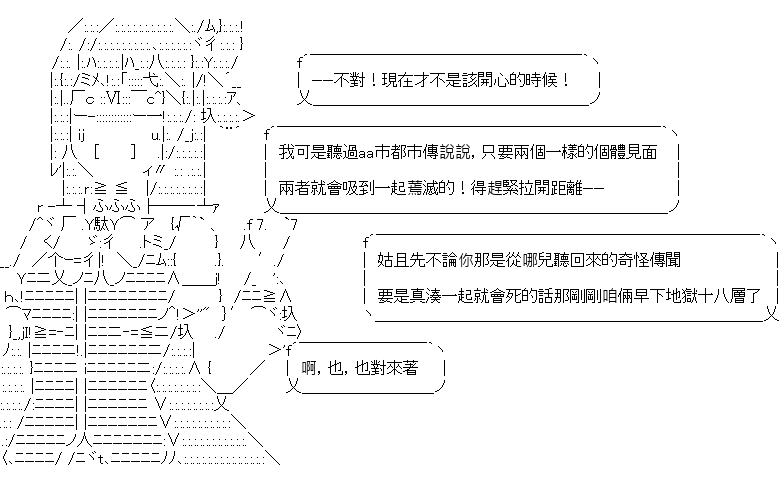 ——不對！現在才不是該開心的時候！
我可是聽過aa市都市傳說說，只要兩個一樣的個體見面
兩者就會吸到一起蔫滅的！得趕緊拉開距離——
姑且先不論你那是從哪兒聽回來的奇怪傳聞
要是真湊一起就會死的話那剛剛咱倆早下地獄十八層了
啊，也，也對來著